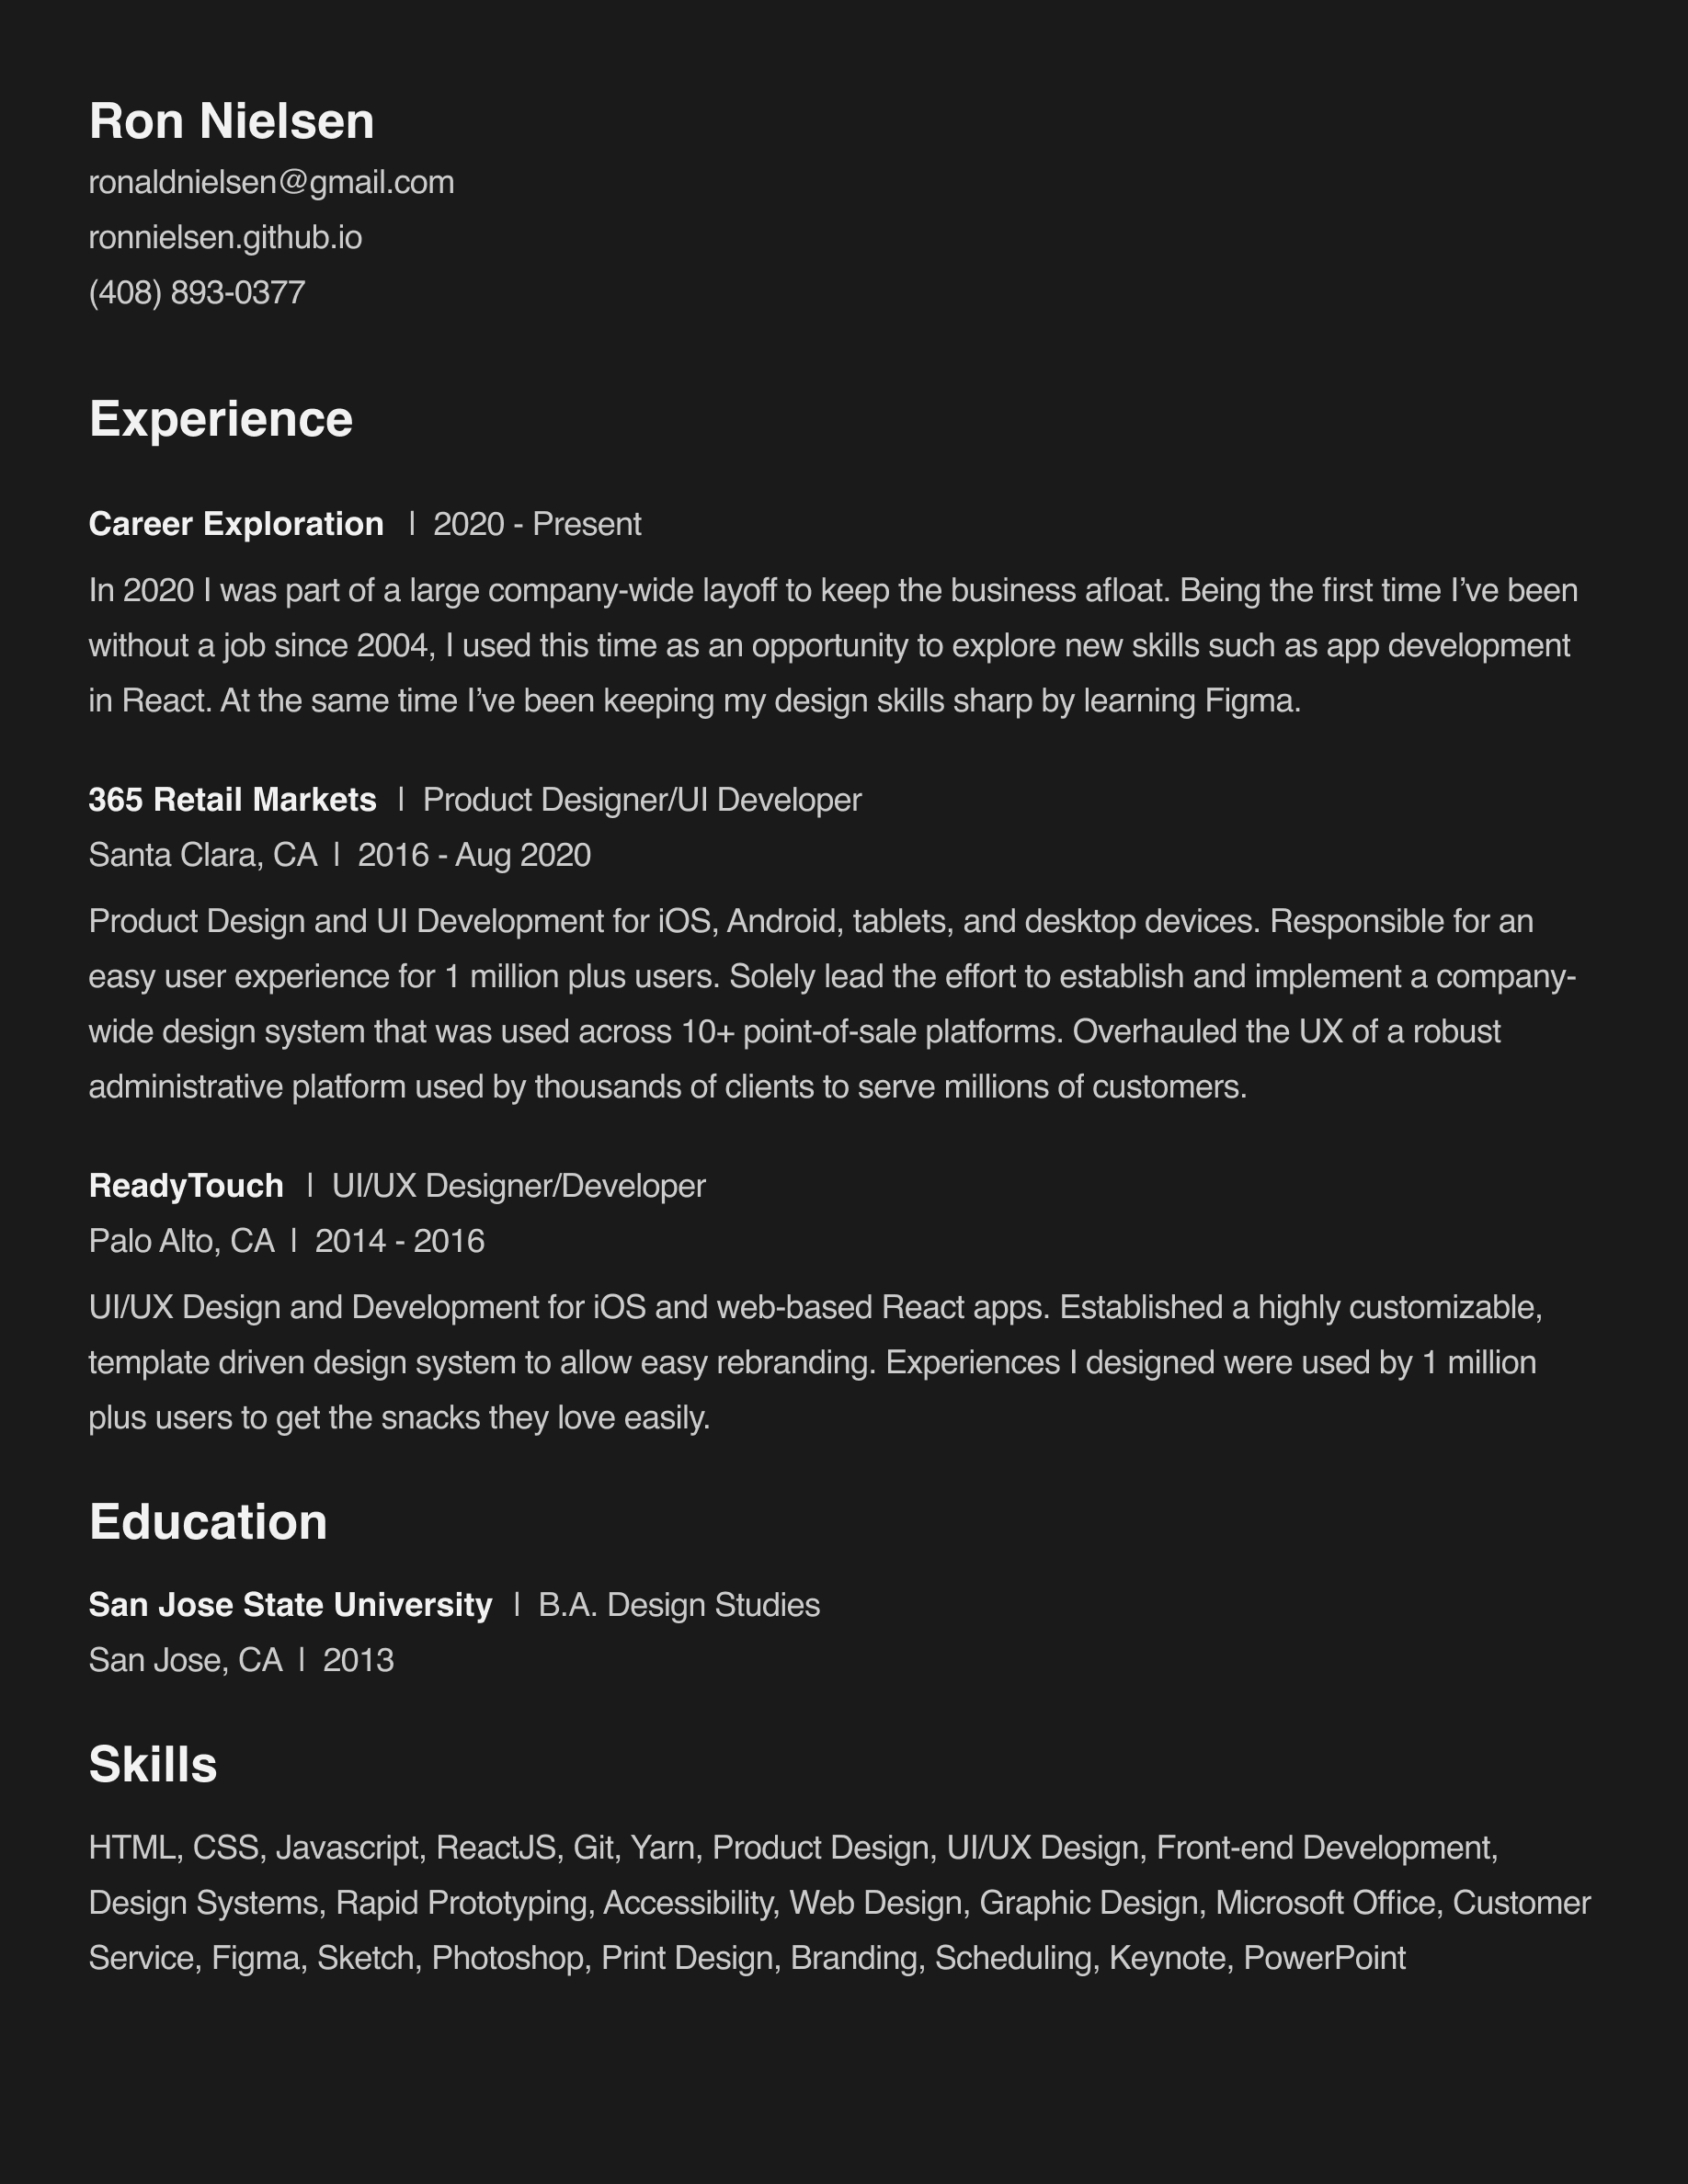 Ron Nielsen
ronaldnielsen@gmail.com
ronnielsen.github.io
(408) 893-0377
Experience
Career Exploration | 2020 - Present
In 2020 I was part of a large company-wide layoff to keep the business afloat. Being the first time I’ve been
without a job since 2004, I used this time as an opportunity to explore new skills such as app development
in React. At the same time I’ve been keeping my design skills sharp by learning Figma.
365 Retail Markets | Product Designer/UI Developer
Santa Clara, CA | 2016 - Aug 2020
Product Design and UI Development for iOS, Android, tablets, and desktop devices. Responsible for an
easy user experience for 1 million plus users. Solely lead the effort to establish and implement a company-
wide design system that was used across 10+ point-of-sale platforms. Overhauled the UX of a robust
administrative platform used by thousands of clients to serve millions of customers.
ReadyTouch | UI/UX Designer/Developer
Palo Alto, CA | 2014 - 2016
UI/UX Design and Development for iOS and web-based React apps. Established a highly customizable,
template driven design system to allow easy rebranding. Experiences I designed were used by 1 million
plus users to get the snacks they love easily.
Education
San Jose State University | B.A. Design Studies
San Jose, CA | 2013
Skills
HTML, CSS, Javascript, ReactJS, Git, Yarn, Product Design, UI/UX Design, Front-end Development,
Design Systems, Rapid Prototyping, Accessibility, Web Design, Graphic Design, Microsoft Office, Customer
Service, Figma, Sketch, Photoshop, Print Design, Branding, Scheduling, Keynote, PowerPoint